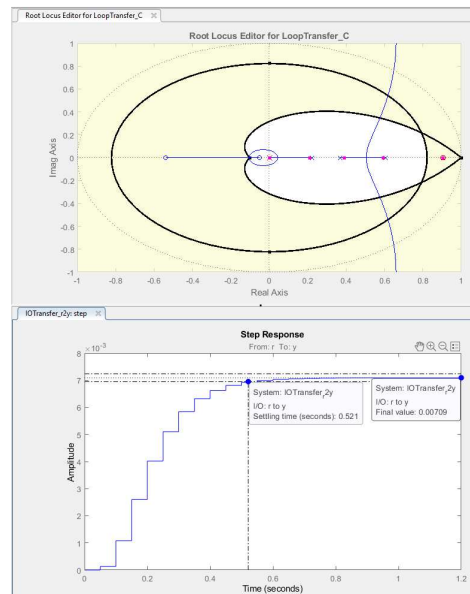 Root Locus Editor for LoopTransfer_C
Root Locus Editor for LoopTransfer_C
1
0.8
0.6
0.4
0.2
0
-0.2
-0.4
-0.6
-0.8
-1
Imag Axis
-1 -0.8 -0.6 -0.4 -0.2 0 0.2 0.4 0.6 0.8 1
Real Axis
IOTransfer_r2y: step
Step Response
From: r To: y
×10-3
8
7
6
5
4
3
2
1
0
Amplitude
System: IOTransfer_r2y
I/O: r to y
Settling time (seconds): 0.521
System: IOTransfer_r2y
I/O: r to y
Final value: 0.00709
0 0.2 0.4 0.6 0.8 1 1.2
Time (seconds)